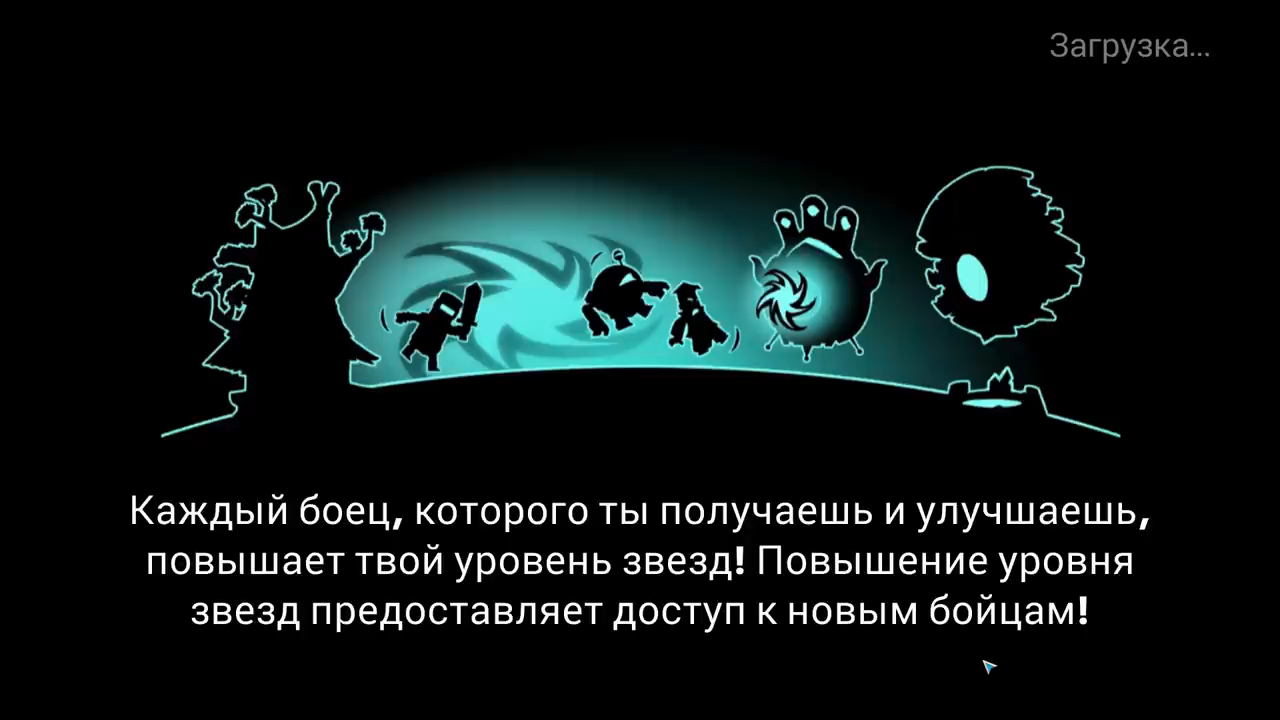 Загрузка...
Каждый боец, которого ты получаешь и улучшаешь,
повышает твой уровень звезд! Повышение уровня
звезд предоставляет доступ к новым бойцам!